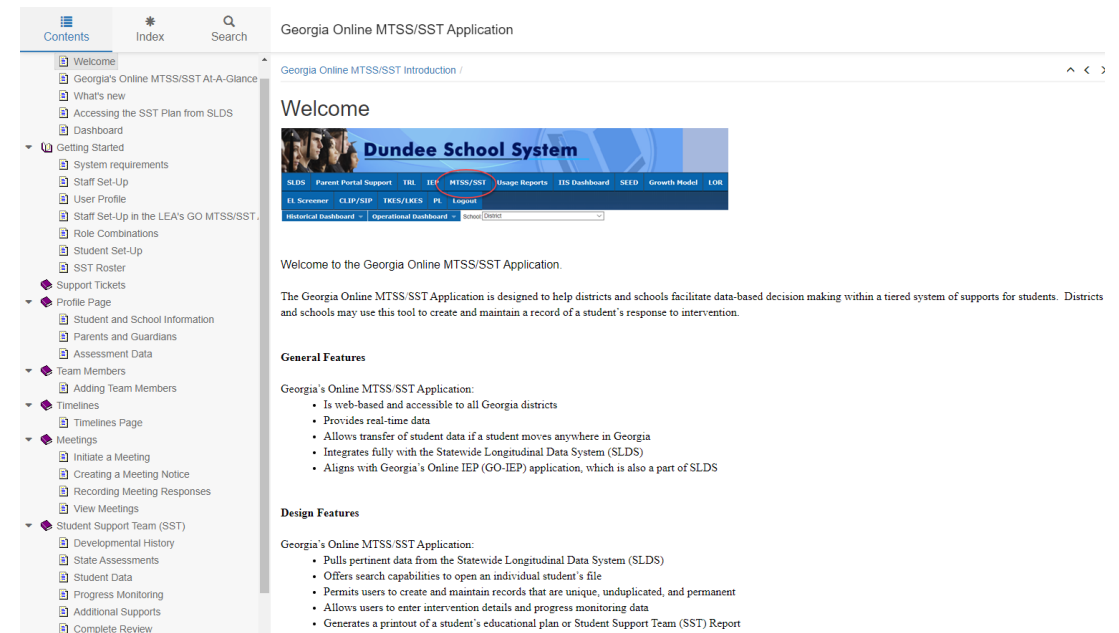 Contents
Index
Search
Georgia Online MTSS/SST Application
Welcome
Georgia's Online MTSS/SST At-A-Glance
What's new
Accessing the SST Plan from SLDS
Dashboard
Getting Started
System requirements
Staff Set-Up
User Profile
Staff Set-Up in the LEA's GO MTSS/SST
Role Combinations
Student Set-Up
SST Roster
Support Tickets
Profile Page
Student and School Information
Parents and Guardians
Assessment Data
Team Members
Adding Team Members
Timelines
Timelines Page
Meetings
Initiate a Meeting
Creating a Meeting Notice
Recording Meeting Responses
View Meetings
Student Support Team (SST)
Developmental History
State Assessments
Student Data
Progress Monitoring
Additional Supports
Complete Review
Georgia Online MTSS/SST Introduction /
Welcome
Dundee School System
SLDS Parent Portal Support TRL IEP MTSS/SST Usage Reports IIS Dashboard SEED Growth Model LOR
EL Screener CLIP/SIP TKES/LKES PL Logout
Historical Dashboard Operational Dashboard School District
Welcome to the Georgia Online MTSS/SST Application.
The Georgia Online MTSS/SST Application is designed to help districts and schools facilitate data-based decision making within a tiered system of supports for students. Districts
and schools may use this tool to create and maintain a record of a student's response to intervention.
General Features
Georgia's Online MTSS/SST Application:
• Is web-based and accessible to all Georgia districts
• Provides real-time data
• Allows transfer of student data if a student moves anywhere in Georgia
• Integrates fully with the Statewide Longitudinal Data System (SLDS)
• Aligns with Georgia's Online IEP (GO-IEP) application, which is also a part of SLDS
Design Features
Georgia's Online MTSS/SST Application:
• Pulls pertinent data from the Statewide Longitudinal Data System (SLDS)
• Offers search capabilities to open an individual student's file
• Permits users to create and maintain records that are unique, unduplicated, and permanent
• Allows users to enter intervention details and progress monitoring data
• Generates a printout of a student's educational plan or Student Support Team (SST) Report